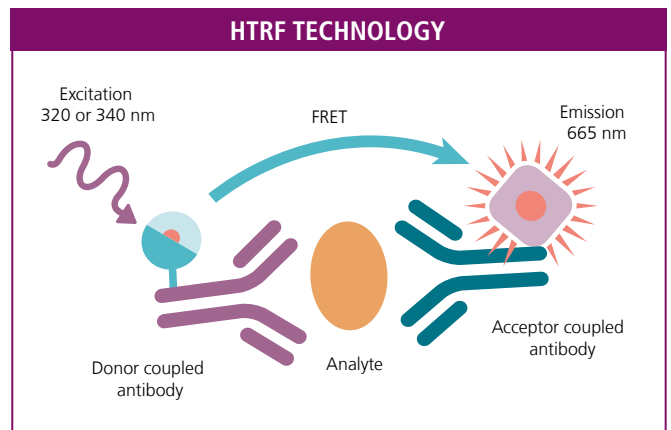 HTRF TECHNOLOGY
Excitation
320 or 340 nm
FRET
Emission
665 nm
Donor coupled
antibody
Analyte
Acceptor coupled
antibody